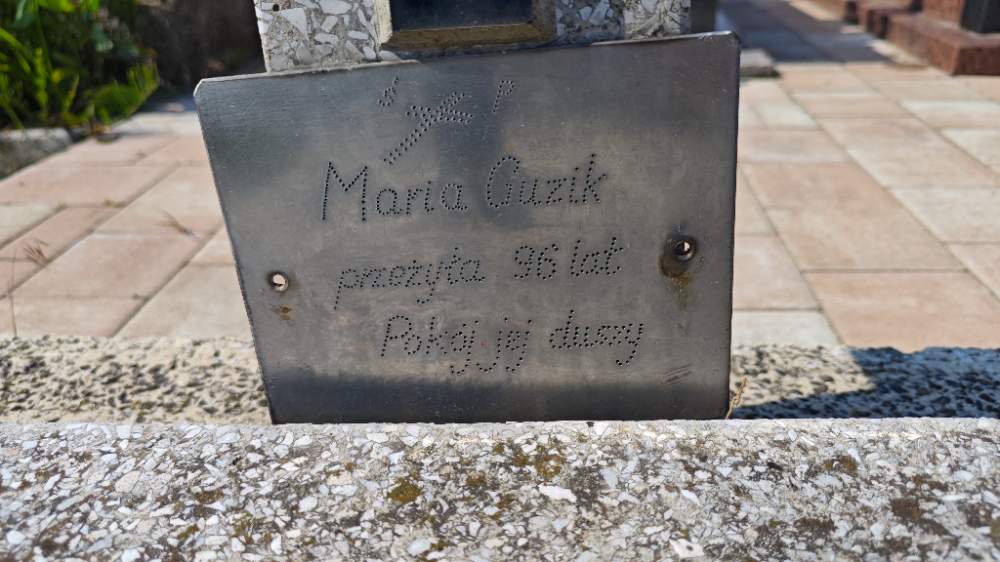 Ś P
Maria Guzik
przeżyła 96 lat
Pokój jej duszy